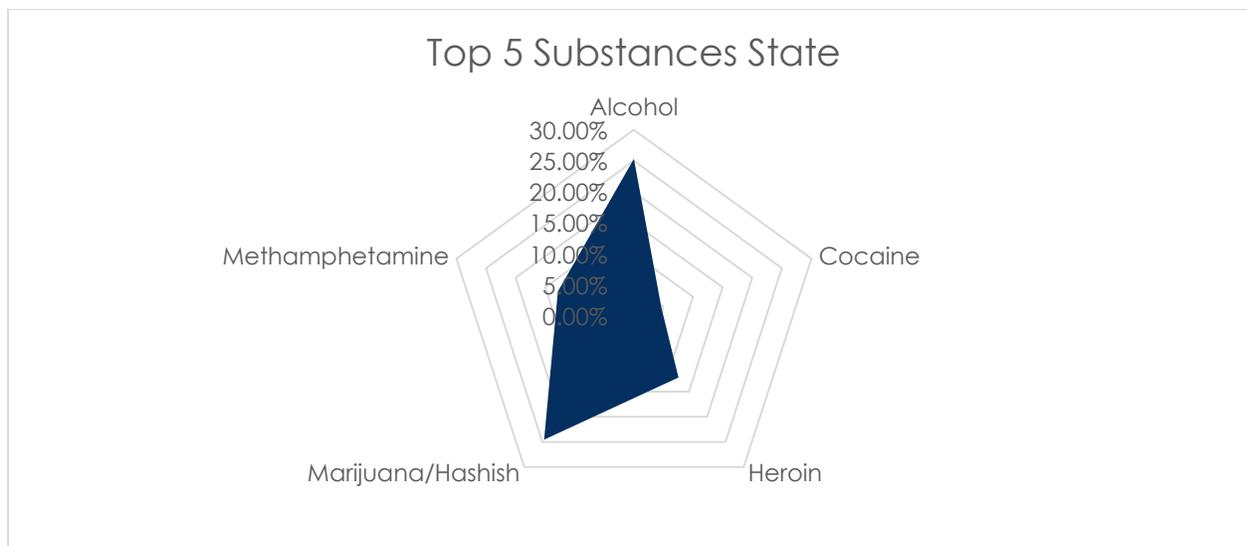 Top 5 Substances State
Alcohol
30.00%
25.00%
20.00%
15.00%
10.00%
5.00%
0.00%
Methamphetamine
Cocaine
Marijuana/Hashish
Heroin